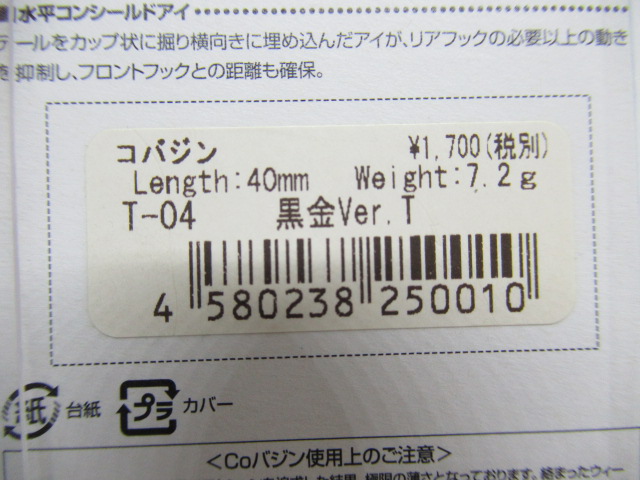 水平コンシールドアイ
テールをカップ状に掘り横向きに埋め込んだアイが、リアフックの必要以上の動き
を抑制し、フロントフックとの距離も確保。
コバジン ¥1,700(税別)
Length:40mm Weight:7.2g
T-04 黒金Ver.T
4 580238 250010
紙 台紙 プラ カバー
<Coバジン使用上のご注意>